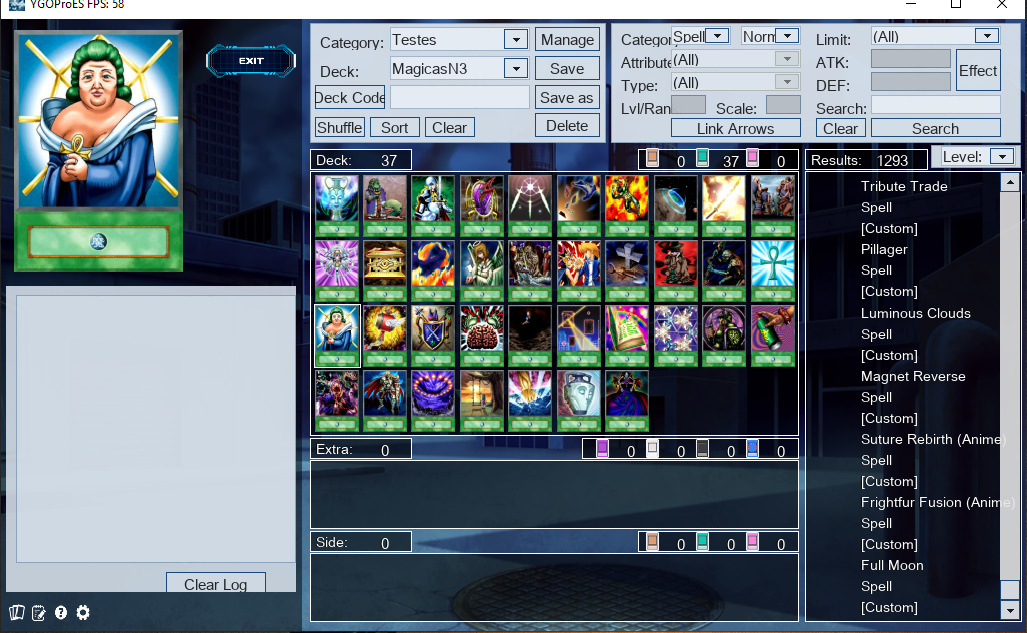 YGOProES FPS: 58
EXIT
Category: Testes Manage
Deck: MagicasN3 Save
Deck Code Save as
Shuffle Sort Clear Delete
Categor Spell Norm Limit: (All)
Attribute (All) ATK:
Type: (All) DEF: Effect
Lvl/Ran Scale: Search:
Link Arrows Clear Search
Deck: 37 0 37 0
Results: 1293 Level:
Tribute Trade
Spell
[Custom]
Pillager
Spell
[Custom]
Luminous Clouds
Spell
[Custom]
Magnet Reverse
Spell
[Custom]
Suture Rebirth (Anime)
Spell
[Custom]
Frightfur Fusion (Anime)
Spell
[Custom]
Full Moon
Spell
[Custom]
Extra: 0 0 0 0 0
Side: 0 0 0 0
Clear Log